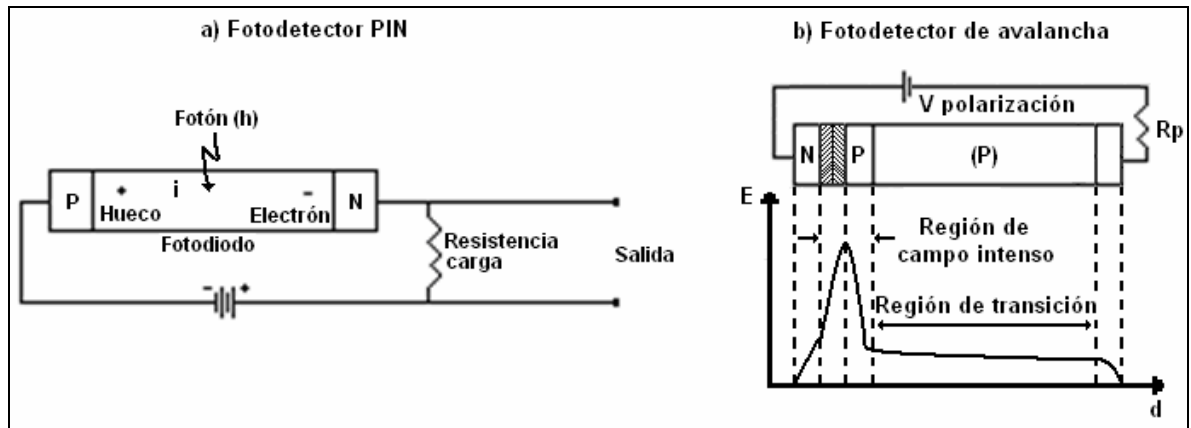 a) Fotodetector PIN
Fotón (h)
P
+
i
-
N
Hueco
Electrón
Fotodiodo
Resistencia
carga
Salida
- +
b) Fotodetector de avalancha
V polarización
Rp
N
P
(P)
E
Región de
campo intenso
Región de transición
d